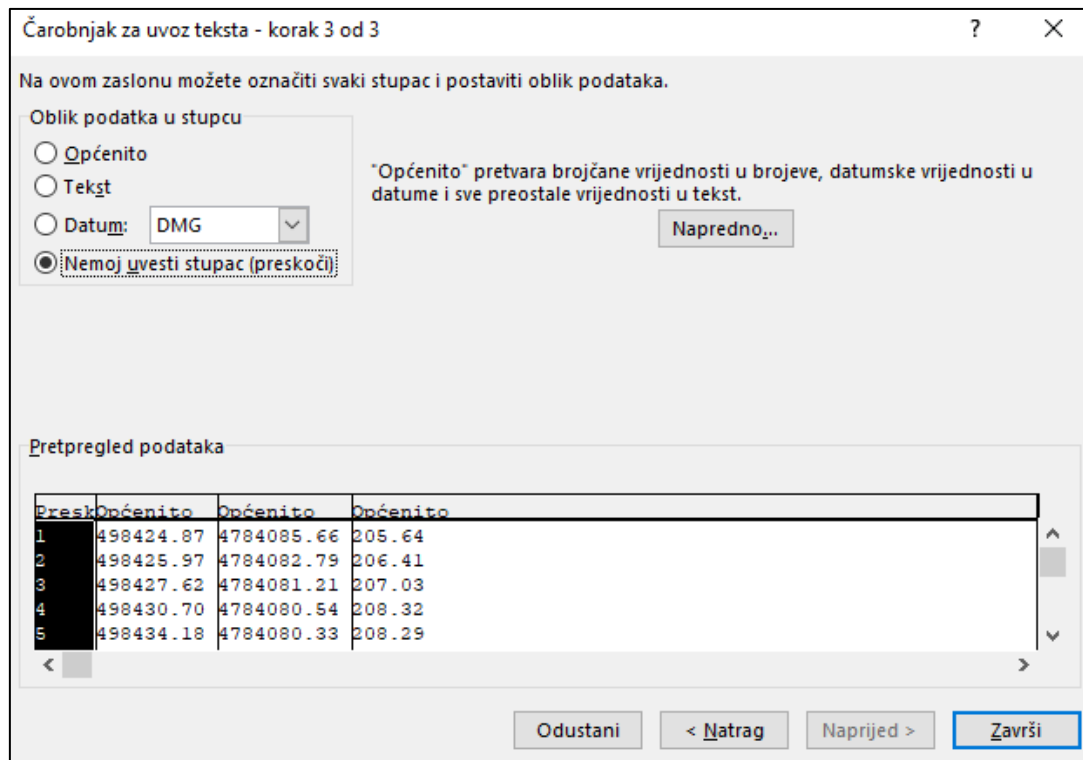 Čarobnjak za uvoz teksta - korak 3 od 3 ?
Na ovom zaslonu možete označiti svaki stupac i postaviti oblik podataka.
Oblik podatka u stupcu
Općenito
Tekst
Datum: DMG
Nemoj uvesti stupac (preskoči)
"Općenito" pretvara brojčane vrijednosti u brojeve, datumske vrijednosti u
datume i sve preostale vrijednosti u tekst.
Napredno...
Pretpregled podataka
Presk Općenito Općenito Općenito
1 498424.87 4784085.66 205.64
2 498425.97 4784082.79 206.41
3 498427.62 4784081.21 207.03
4 498430.70 4784080.54 208.32
5 498434.18 4784080.33 208.29
Odustani < Natrag Naprijed > Završi